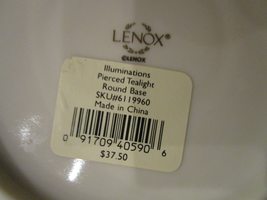 LENOX®
©LENOX
Illuminations
Pierced Tealight
Round Base
SKU#6119960
Made in China
0 91709 40590 6
$37.50